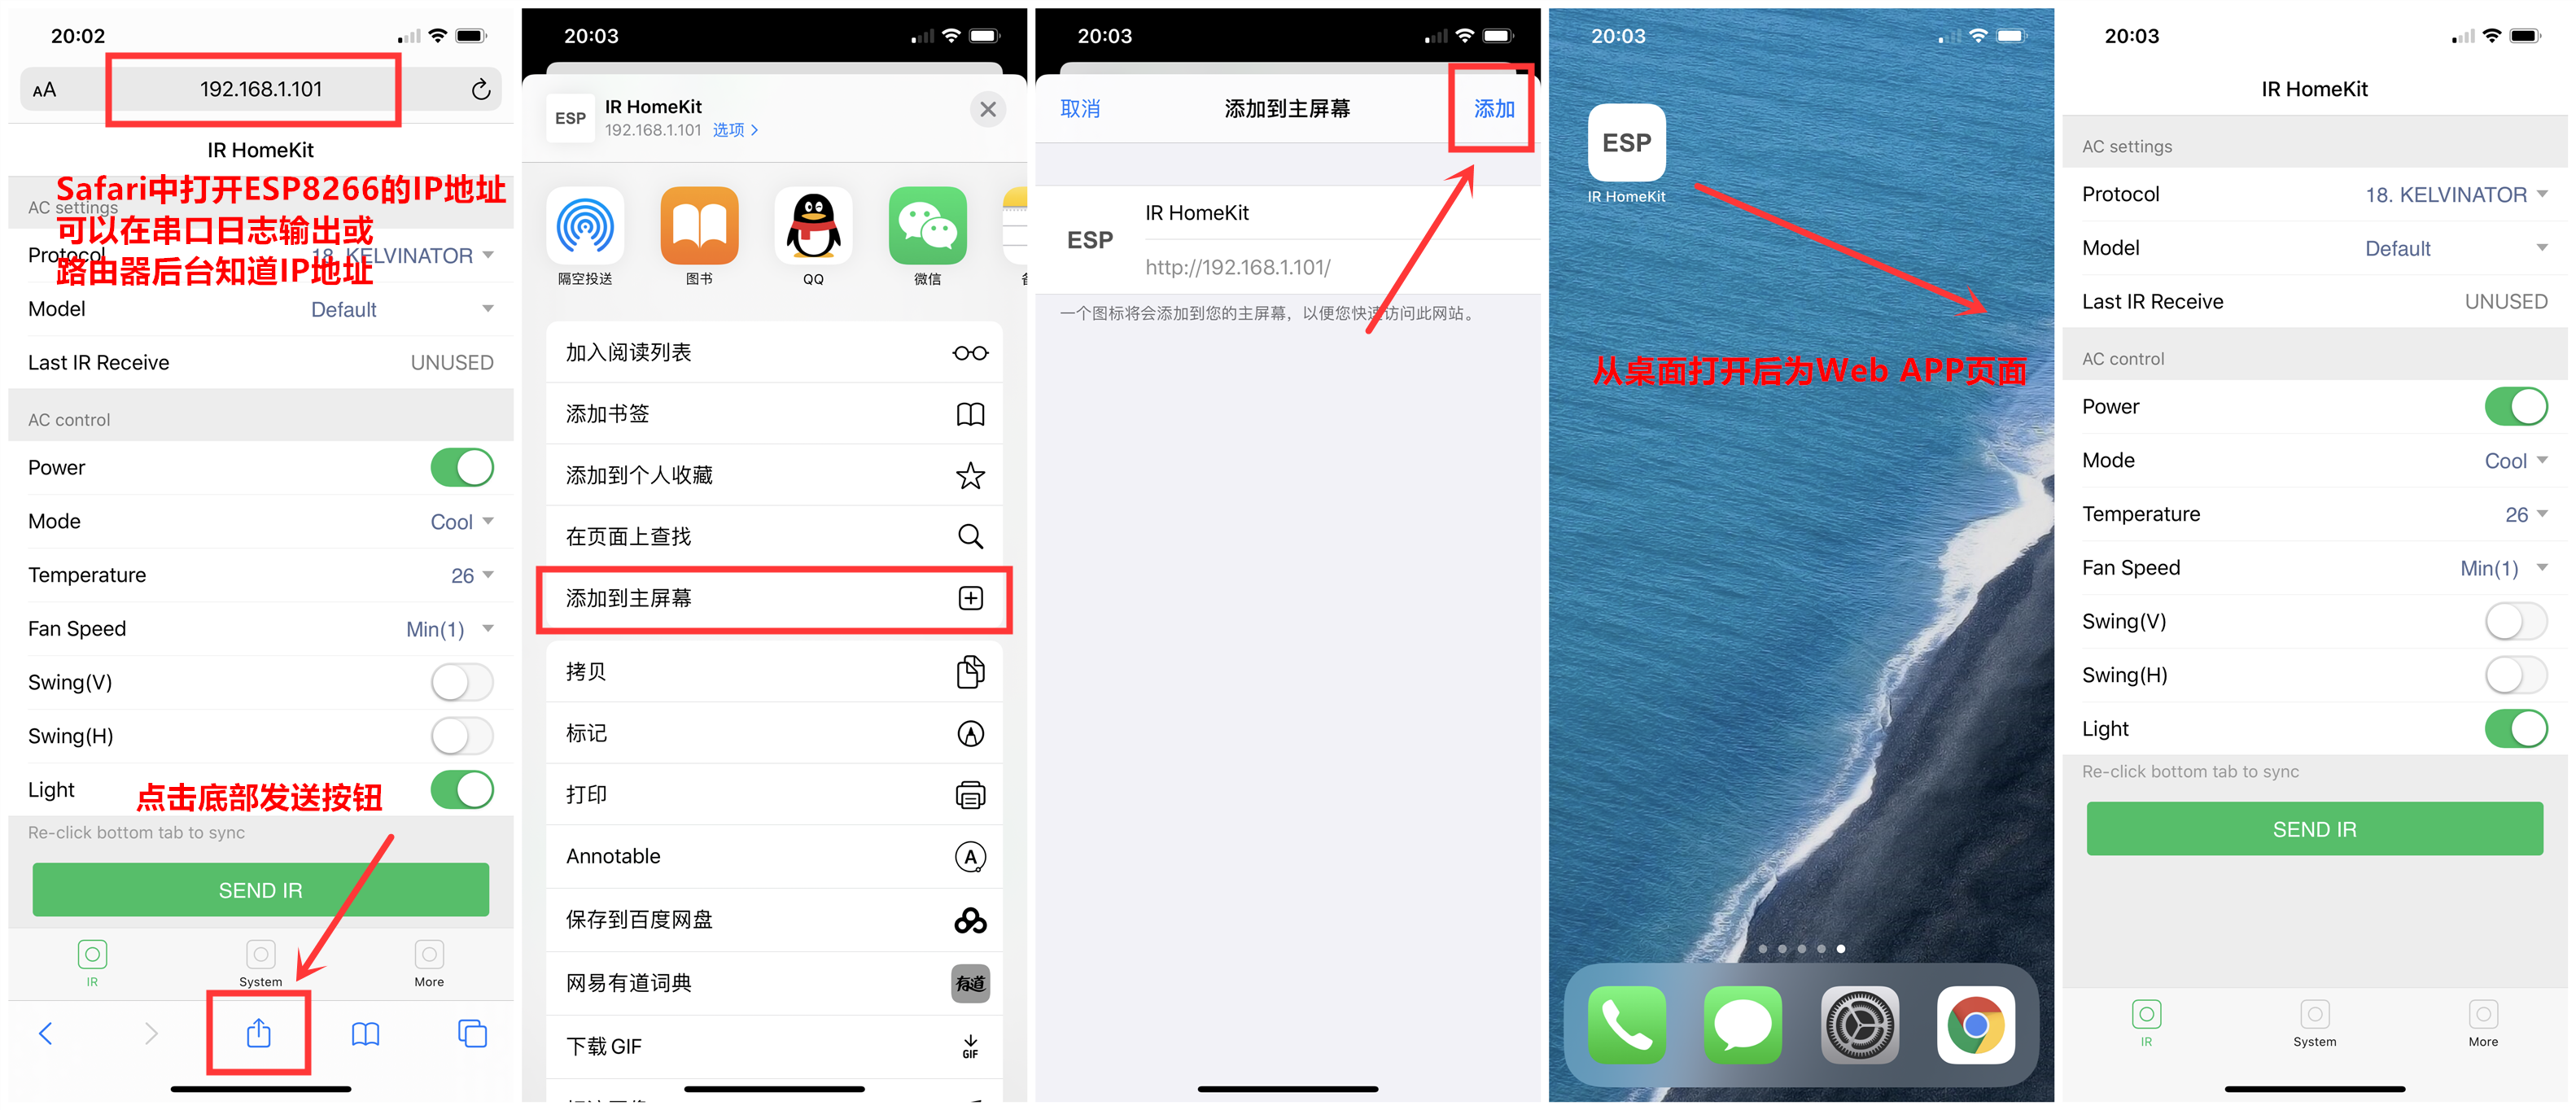 20:02
AA
192.168.1.101
IR HomeKit
Safari中打开ESP8266的IP地址
可以在串口日志输出或
路由器后台知道IP地址
AC settings
Protocol
18. KELVINATOR
Model
Default
Last IR Receive
UNUSED
AC control
Power
Mode
Cool
Temperature
26
Fan Speed
Min(1)
Swing(V)
Swing(H)
Light
点击底部发送按钮
Re-click bottom tab to sync
SEND IR
IR
System
More
20:03
ESP
IR HomeKit
192.168.1.101 选项
隔空投送
图书
QQ
微信
加入阅读列表
添加书签
添加到个人收藏
在页面上查找
添加到主屏幕
拷贝
标记
打印
Annotable
A
保存到百度网盘
网易有道词典
有道
下载 GIF
GIF
20:03
取消
添加到主屏幕
添加
ESP
IR HomeKit
http://192.168.1.101/
一个图标将会添加到您的主屏幕，以便您快速访问此网站。
20:03
ESP
IR HomeKit
从桌面打开后为Web APP页面
20:03
IR HomeKit
AC settings
Protocol
18. KELVINATOR
Model
Default
Last IR Receive
UNUSED
AC control
Power
Mode
Cool
Temperature
26
Fan Speed
Min(1)
Swing(V)
Swing(H)
Light
Re-click bottom tab to sync
SEND IR
IR
System
More